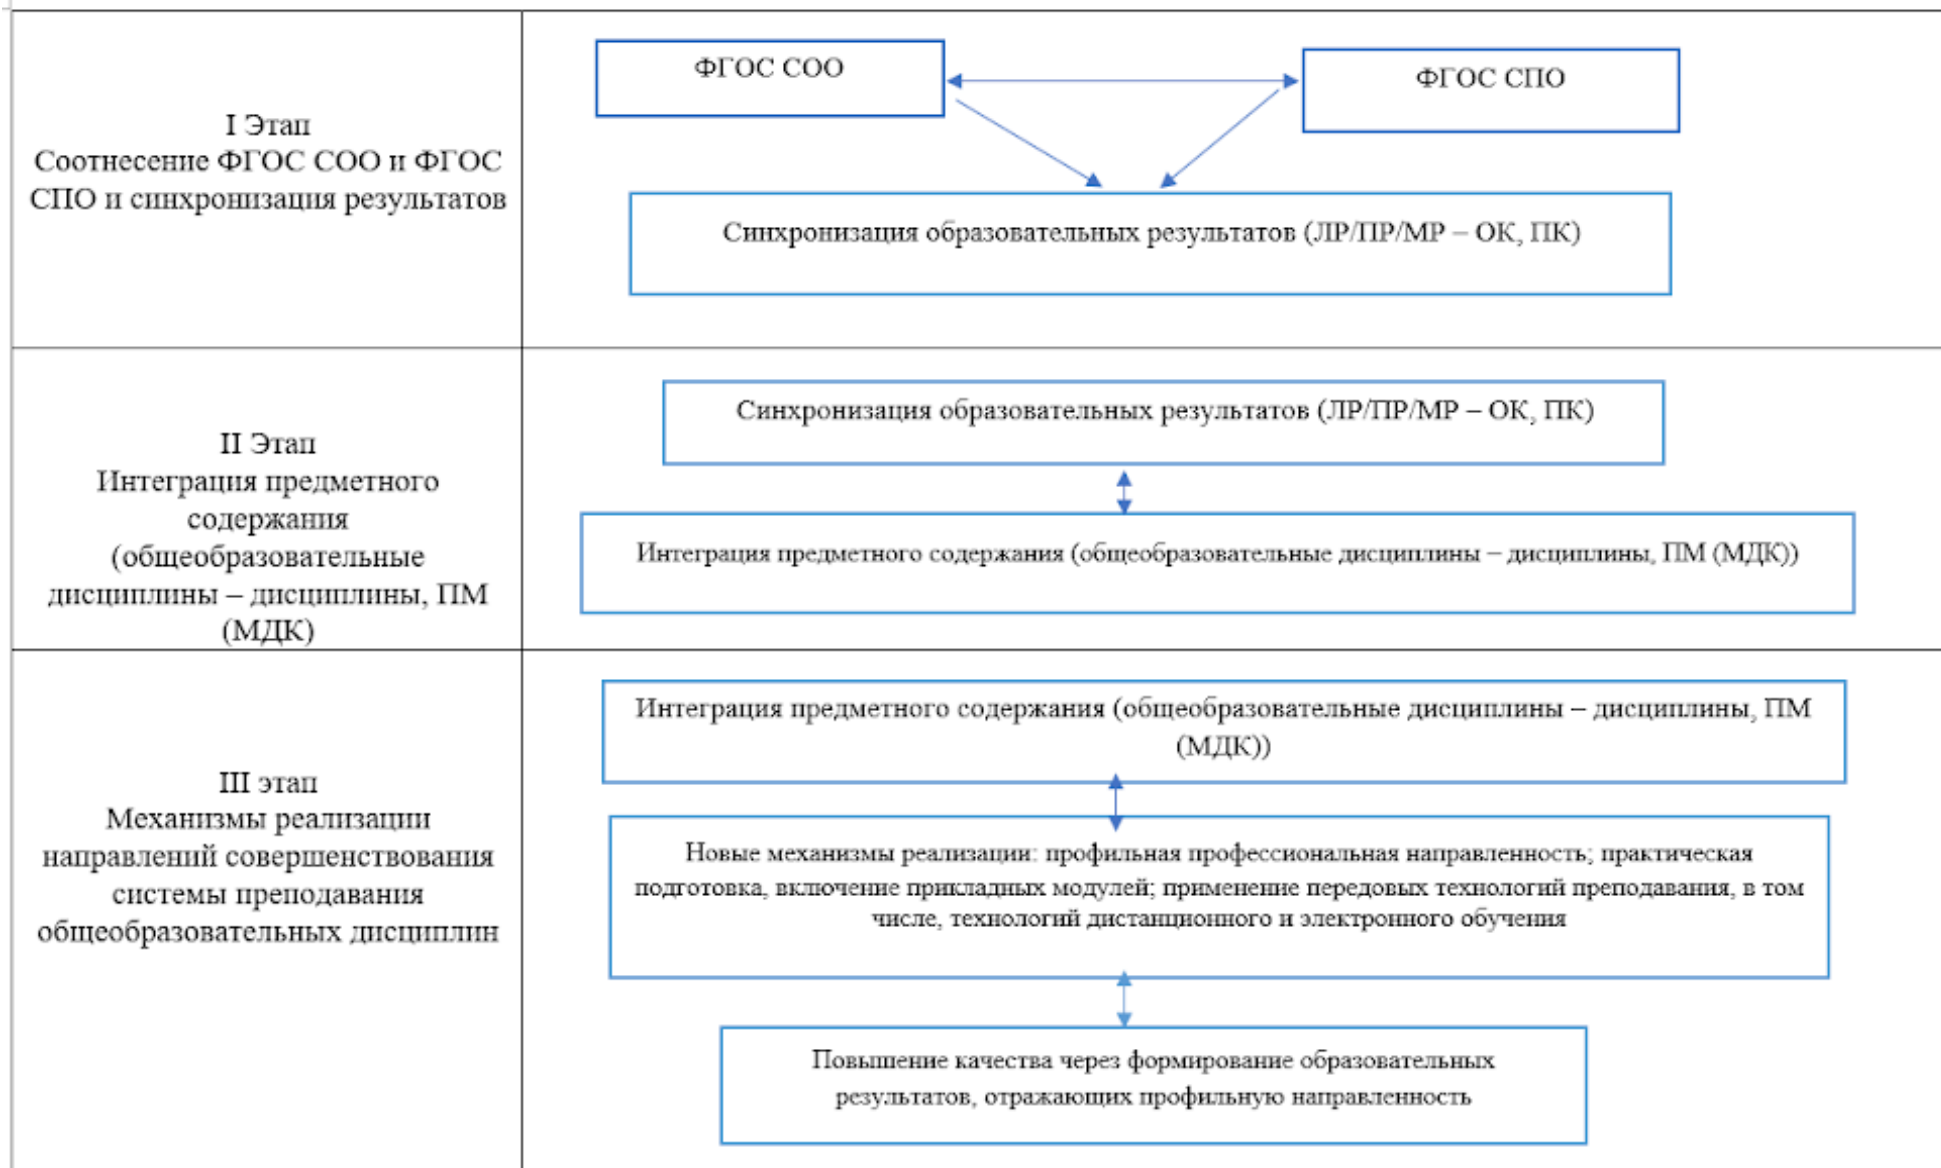 I Этап
Соотнесение ФГОС СОО и ФГОС
СПО и синхронизация результатов
ФГОС СОО
ФГОС СПО
Синхронизация образовательных результатов (ЛР/ПР/МР – ОК, ПК)
II Этап
Интеграция предметного
содержания
(общеобразовательные
дисциплины – дисциплины, ПМ
(МДК)
Синхронизация образовательных результатов (ЛР/ПР/МР – ОК, ПК)
Интеграция предметного содержания (общеобразовательные дисциплины – дисциплины, ПМ (МДК))
III этап
Механизмы реализации
направлений совершенствования
системы преподавания
общеобразовательных дисциплин
Интеграция предметного содержания (общеобразовательные дисциплины – дисциплины, ПМ
(МДК))
Новые механизмы реализации: профильная профессиональная направленность; практическая
подготовка, включение прикладных модулей; применение передовых технологий преподавания, в том
числе, технологий дистанционного и электронного обучения
Повышение качества через формирование образовательных
результатов, отражающих профильную направленность